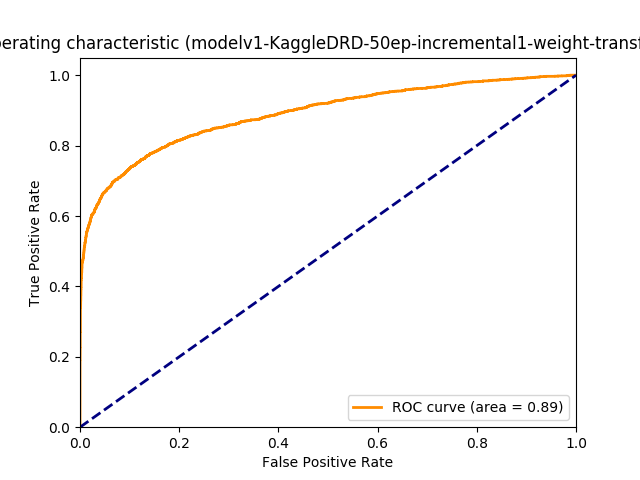 erating characteristic (modelv1-KaggleDRD-50ep-incremental1-weight-transf
1.0
0.8
0.6
0.4
0.2
0.0
True Positive Rate
ROC curve (area = 0.89)
0.0 0.2 0.4 0.6 0.8 1.0
False Positive Rate